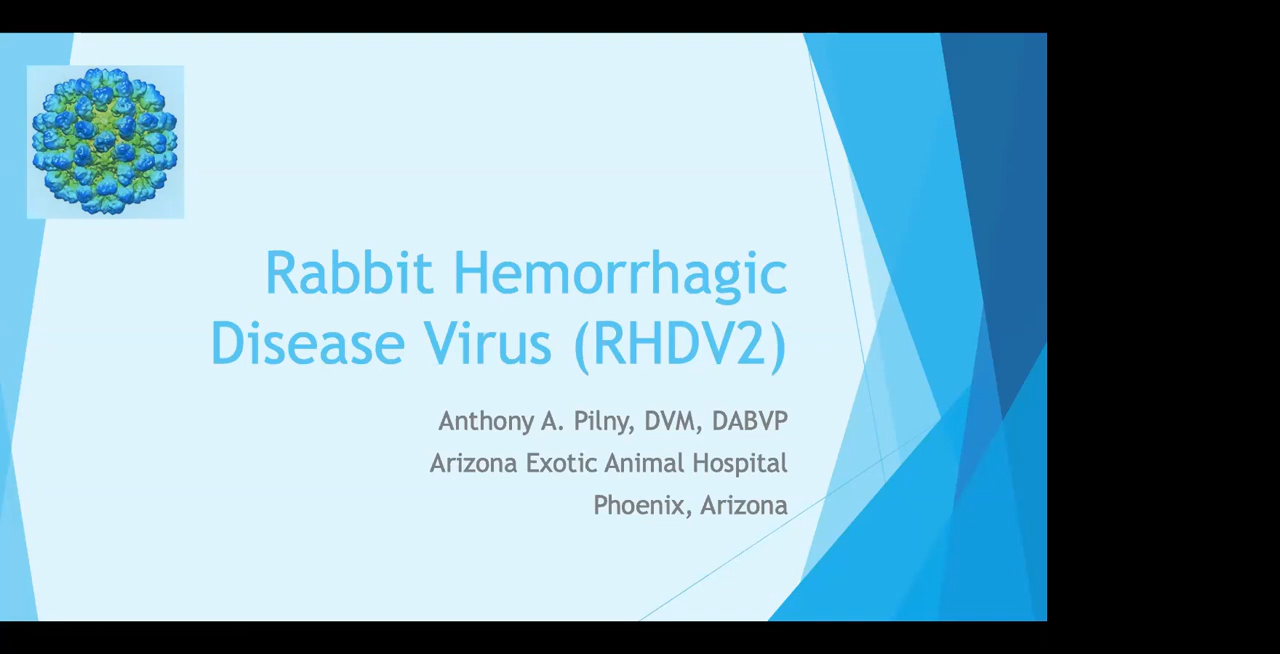 Rabbit Hemorrhagic
Disease Virus (RHDV2)
Anthony A. Pilny, DVM, DABVP
Arizona Exotic Animal Hospital
Phoenix, Arizona